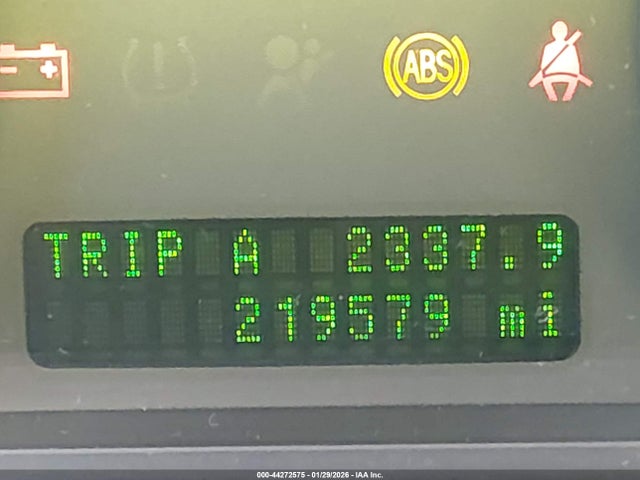 ABS
TRIP A 2337.9
219579 mi
000-44272575 - 01/29/2026 - IAA Inc.